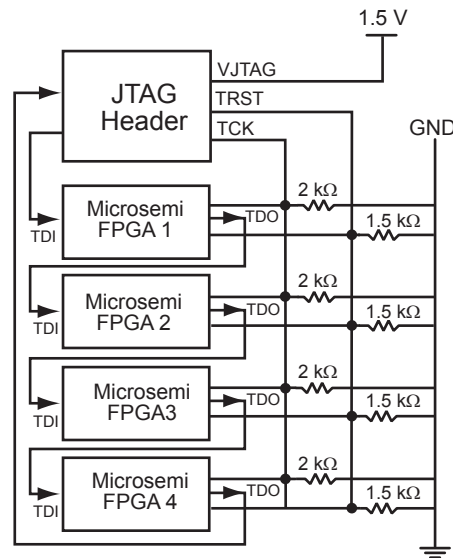 1.5 V
VJTAG
JTAG
Header
TRST
TCK
GND
2 kΩ
Microsemi
FPGA 1
TDO
1.5 kΩ
TDI
2 kΩ
Microsemi
FPGA 2
TDO
1.5 kΩ
TDI
2 kΩ
Microsemi
FPGA3
TDO
1.5 kΩ
TDI
2 kΩ
Microsemi
FPGA 4
TDO
1.5 kΩ
TDI